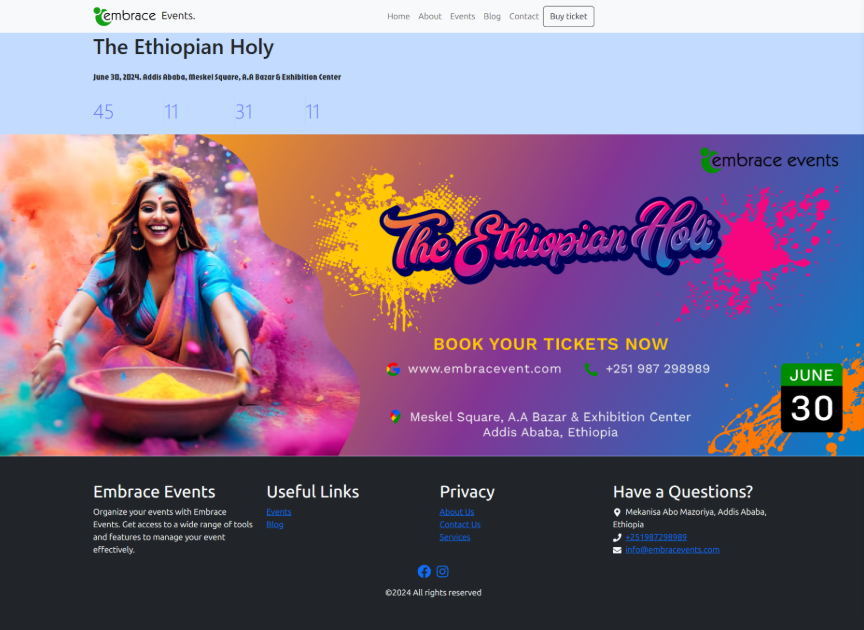 embrace Events.
Home About Events Blog Contact Buy ticket
The Ethiopian Holy
June 30, 2024. Addis Ababa, Meskel Square, A.A Bazar & Exhibition Center
45 11 31 11
embrace events
The Ethiopian Holi
BOOK YOUR TICKETS NOW
www.embracevent.com +251 987 298989
JUNE
30
Meskel Square, A.A Bazar & Exhibition Center
Addis Ababa, Ethiopia
Embrace Events
Organize your events with Embrace
Events. Get access to a wide range of tools
and features to manage your event
effectively.
Useful Links
Events
Blog
Privacy
About Us
Contact Us
Services
Have a Questions?
Mekanisa Abo Mazoriya, Addis Ababa,
Ethiopia
+251987298989
info@embracevents.com
©2024 All rights reserved